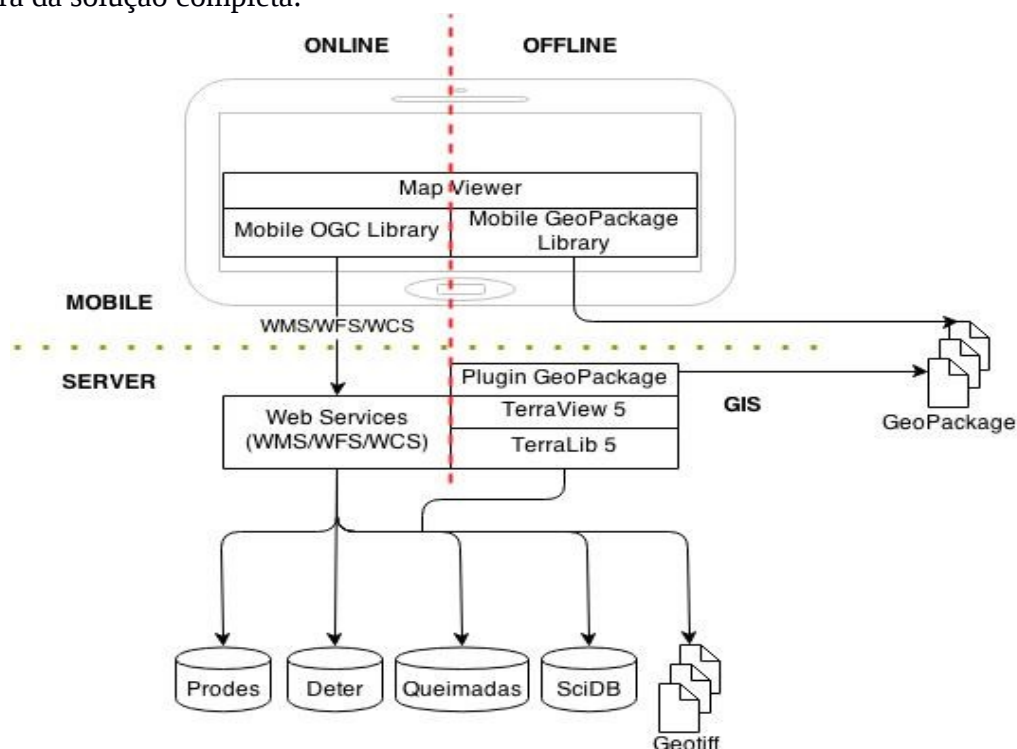 ra da solução completa.
ONLINE
OFFLINE
Map Viewer
Mobile OGC Library
Mobile GeoPackage
Library
MOBILE
WMS/WFS/WCS
SERVER
Plugin GeoPackage
GIS
Web Services
(WMS/WFS/WCS)
TerraView 5
TerraLib 5
GeoPackage
Prodes
Deter
Queimadas
SciDB
Geotiff